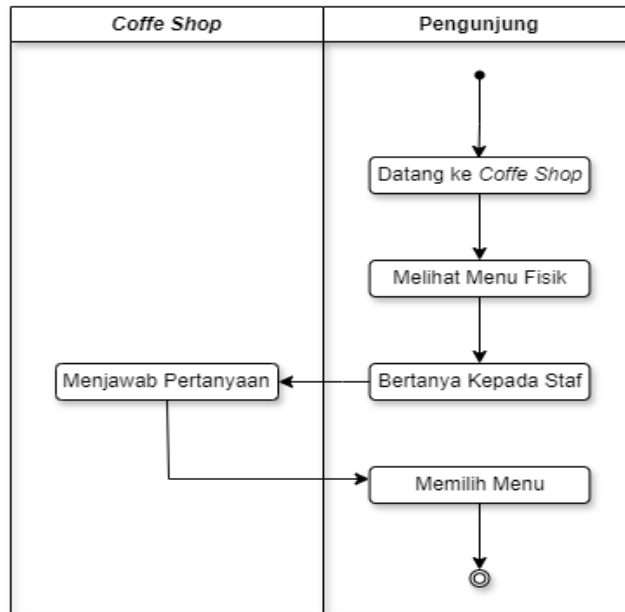 Coffe Shop
Pengunjung
Datang ke Coffe Shop
Melihat Menu Fisik
Menjawab Pertanyaan
Bertanya Kepada Staf
Memilih Menu